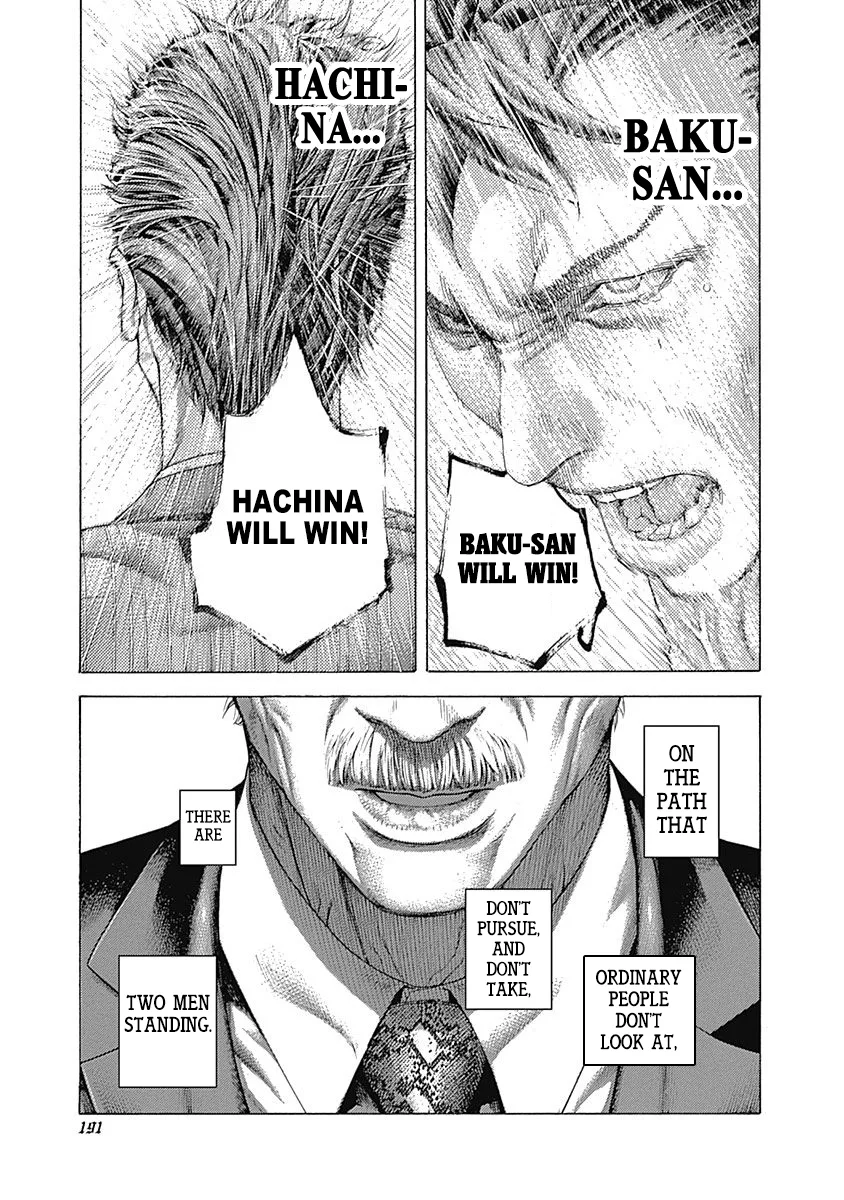 BAKU-
SAN...
BAKU-SAN
WILL WIN!
HACHI-
NA...
HACHINA
WILL WIN!
ON
THE
PATH
THAT
ORDINARY
PEOPLE
DON'T
LOOK AT,
DON'T
PURSUE,
AND
DON'T
TAKE,
THERE
ARE
TWO MEN
STANDING.
191